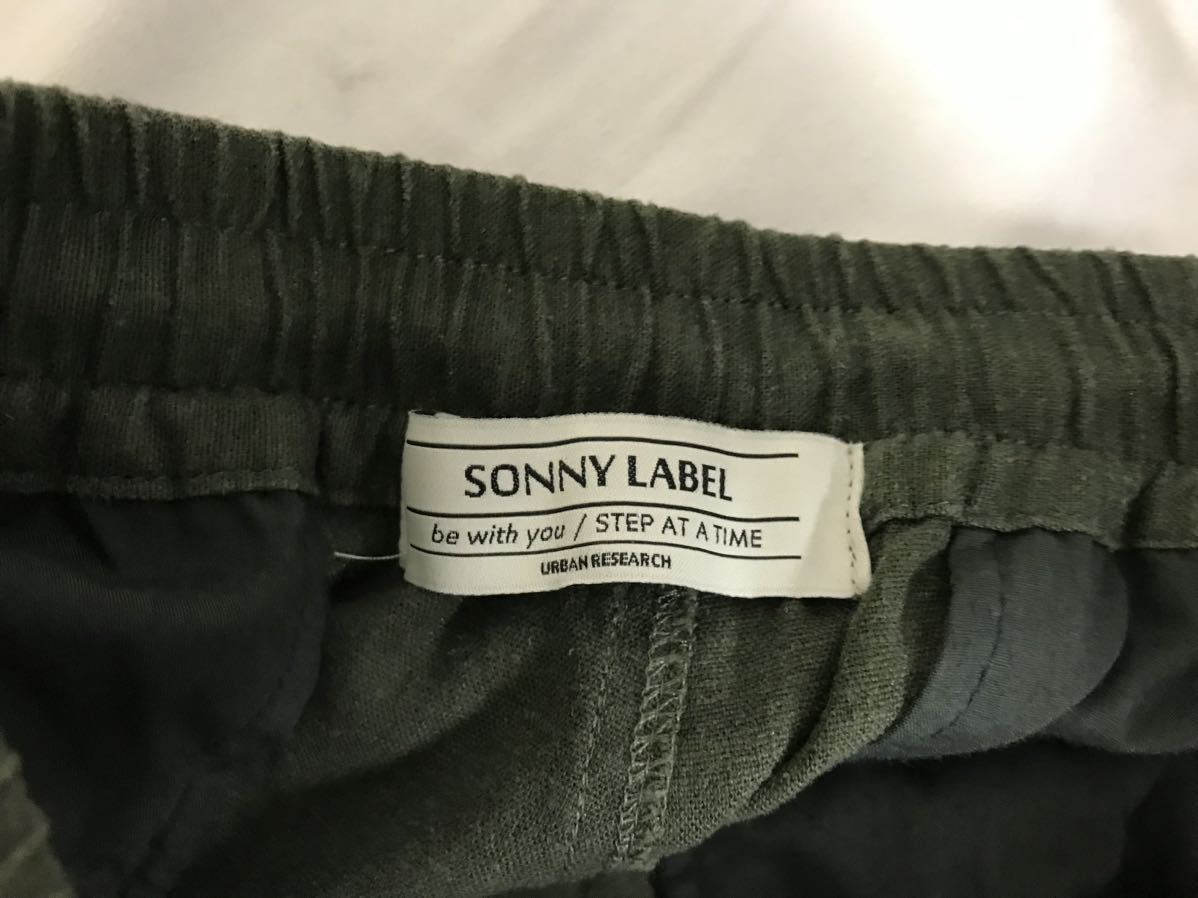 SONNY LABEL
be with you / STEP AT A TIME
URBAN RESEARCH